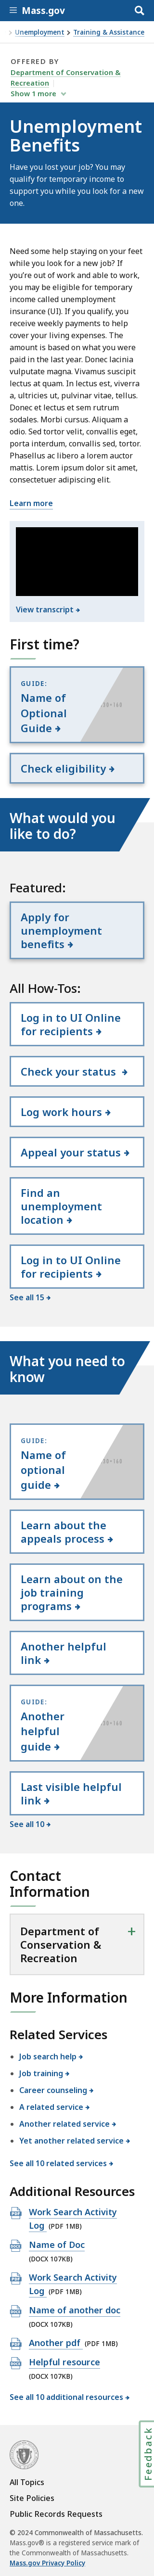 Mass.gov
Unemployment > Training & Assistance
OFFERED BY
Department of Conservation &
Recreation
Show 1 more
Unemployment
Benefits
Have you lost your job? You may
qualify for temporary income to
support you while you look for a new
one.
Need some help staying on your feet
while you look for a new job? If
you're out of work and able to work,
you may be eligible for temporary
income called unemployment
insurance (UI). If you qualify, you'll
receive weekly payments to help
cover your living expenses. The
amount is based on what you were
paid in the last year. Donec lacinia
vulputate magna. Vivamus suscipit
lectus at quam. In lectus est, viverra
a, ultricies ut, pulvinar vitae, tellus.
Donec et lectus sit sem rutrum
sodales. Morbi cursus. Aliquam a
odio. Sed tortor velit, convallis eget,
porta interdum, convallis sed, tortor.
Phasellus ac libero a lorem auctor
mattis. Lorem ipsum dolor sit amet,
consectetuer adipiscing elit.
Learn more
View transcript
First time?
GUIDE:
Name of
Optional
Guide
Check eligibility
What would you
like to do?
Featured:
Apply for
unemployment
benefits
All How-Tos:
Log in to UI Online
for recipients
Check your status
Log work hours
Appeal your status
Find an
unemployment
location
Log in to UI Online
for recipients
See all 15
What you need to
know
GUIDE:
Name of
optional
guide
Learn about the
appeals process
Learn about on the
job training
programs
Another helpful
link
GUIDE:
Another
helpful
guide
Last visible helpful
link
See all 10
Contact
Information
Department of
Conservation &
Recreation
More Information
Related Services
Job search help
Job training
Career counseling
A related service
Another related service
Yet another related service
See all 10 related services
Additional Resources
Work Search Activity
Log (PDF 1MB)
Name of Doc
(DOCX 107KB)
Work Search Activity
Log (PDF 1MB)
Name of another doc
(DOCX 107KB)
Another pdf (PDF 1MB)
Helpful resource
(DOCX 107KB)
See all 10 additional resources
Feedback
All Topics
Site Policies
Public Records Requests
© 2024 Commonwealth of Massachusetts.
Mass.gov® is a registered service mark of
the Commonwealth of Massachusetts.
Mass.gov Privacy Policy